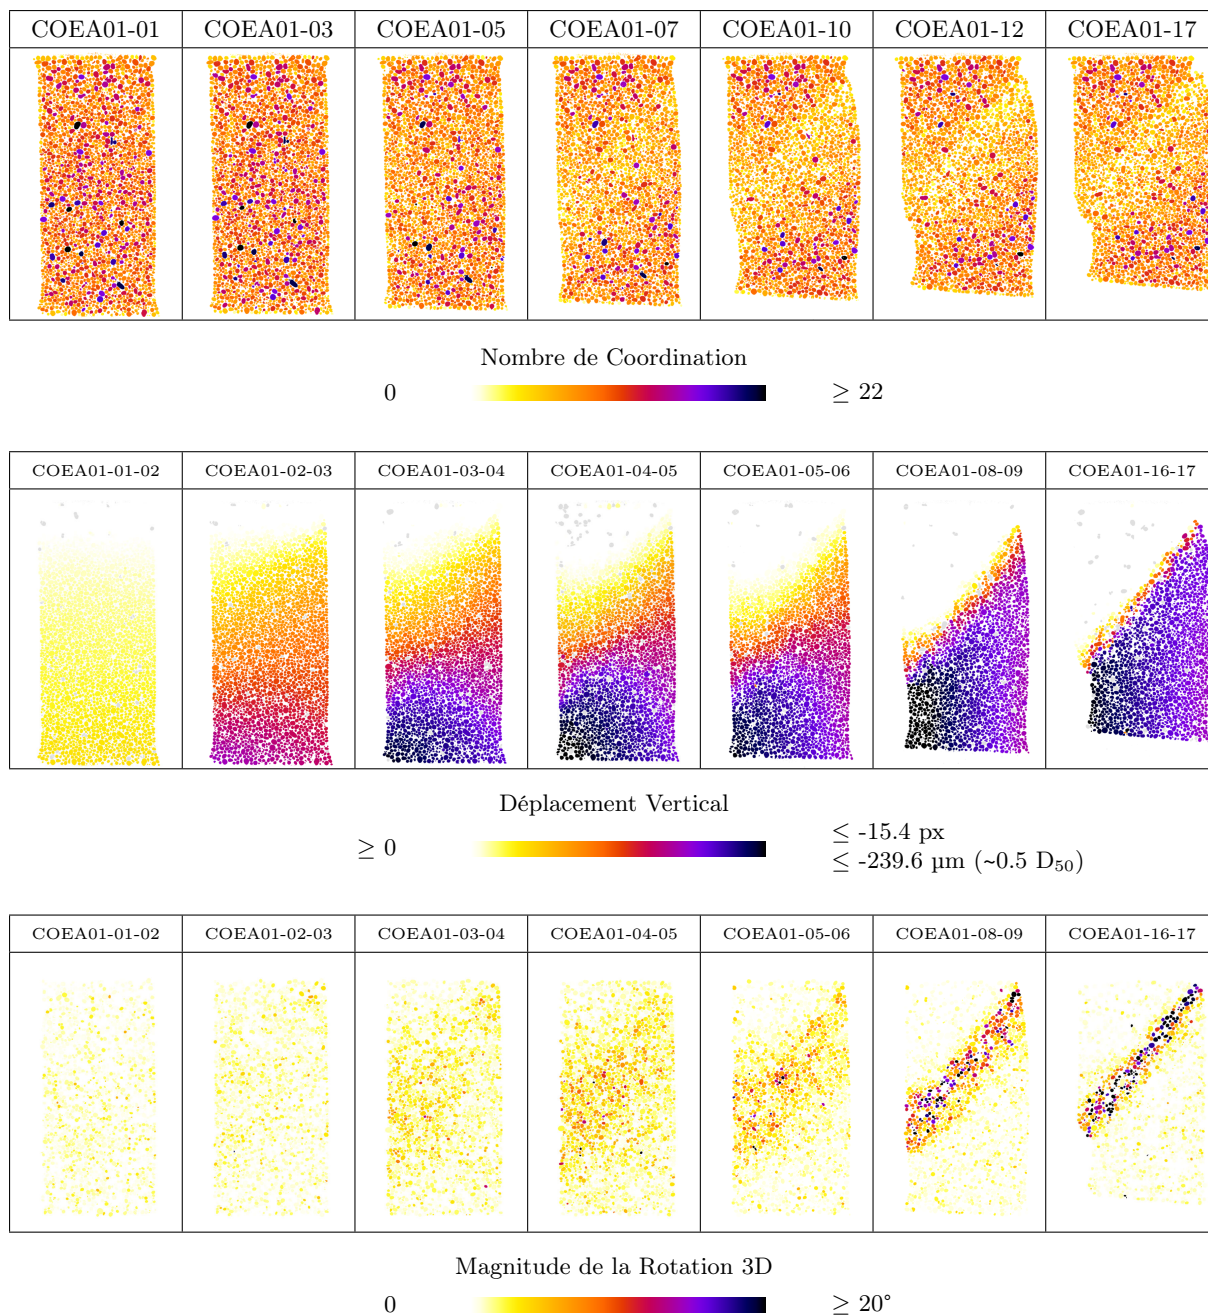 COEA01-01 COEA01-03 COEA01-05 COEA01-07 COEA01-10 COEA01-12 COEA01-17
Nombre de Coordination
0 ≥ 22
COEA01-01-02 COEA01-02-03 COEA01-03-04 COEA01-04-05 COEA01-05-06 COEA01-08-09 COEA01-16-17
Déplacement Vertical
≥ 0 ≤ -15.4 px
≤ -239.6 µm (~0.5 D₅₀)
COEA01-01-02 COEA01-02-03 COEA01-03-04 COEA01-04-05 COEA01-05-06 COEA01-08-09 COEA01-16-17
Magnitude de la Rotation 3D
0 ≥ 20°